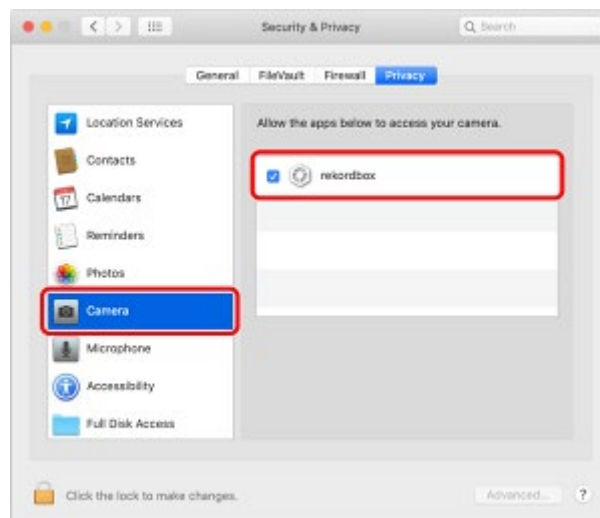 Security & Privacy
Search
General FileVault Firewall Privacy
Location Services
Contacts
17
Calendars
Reminders
Photos
Camera
Microphone
Accessibility
Full Disk Access
Allow the apps below to access your camera.
rekordbox
Click the lock to make changes.
Advanced...
?